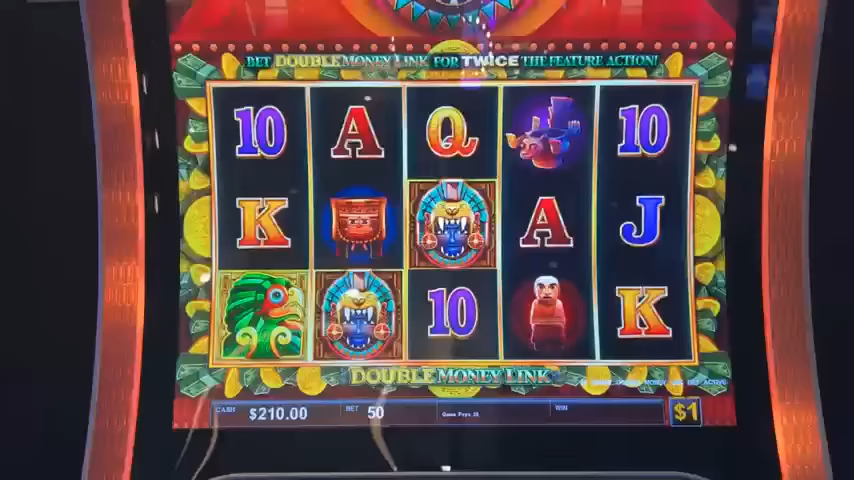 BET DOUBLE MONEY LINK FOR TWICE THE FEATURE ACTION!
10 A Q 10
K A J
10 K
DOUBLE MONEY LINK
CASH $210.00 BET 50 WIN $1